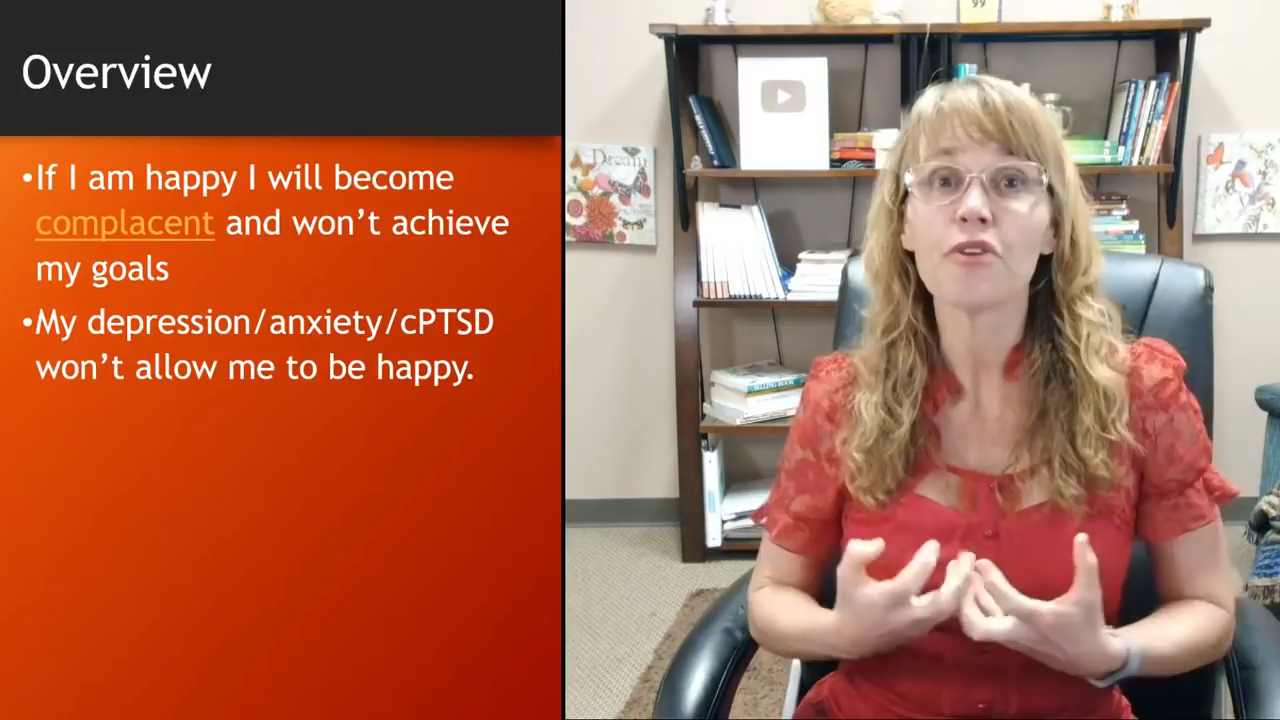 Overview
•If I am happy I will become
complacent and won’t achieve
my goals
•My depression/anxiety/cPTSD
won’t allow me to be happy.
Dream
99